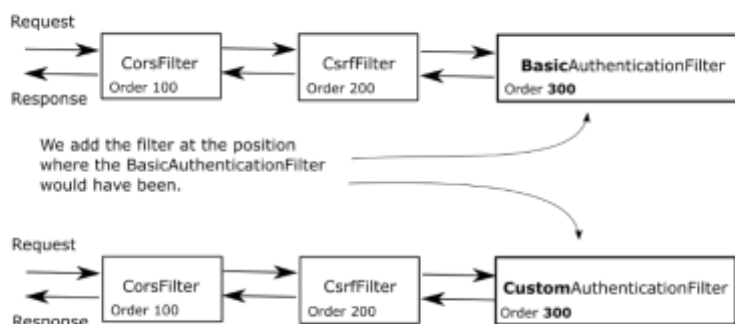 Request
CorsFilter
Order 100
CsrfFilter
Order 200
BasicAuthenticationFilter
Order 300
Response
We add the filter at the position
where the BasicAuthenticationFilter
would have been.
Request
CorsFilter
Order 100
CsrfFilter
Order 200
CustomAuthenticationFilter
Order 300
Response